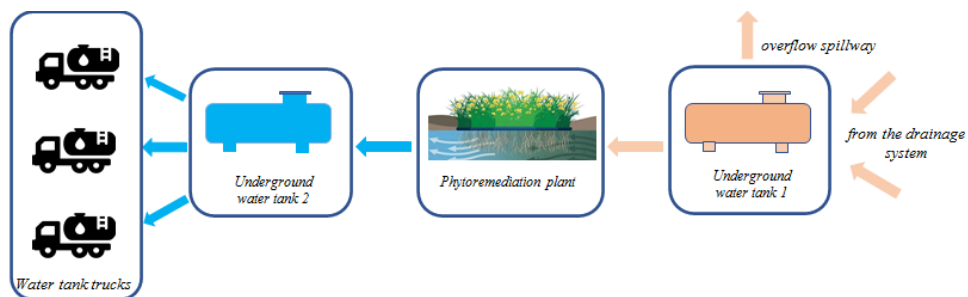 overflow spillway
from the drainage
system
Underground
water tank 1
Phytoremediation plant
Underground
water tank 2
Water tank trucks